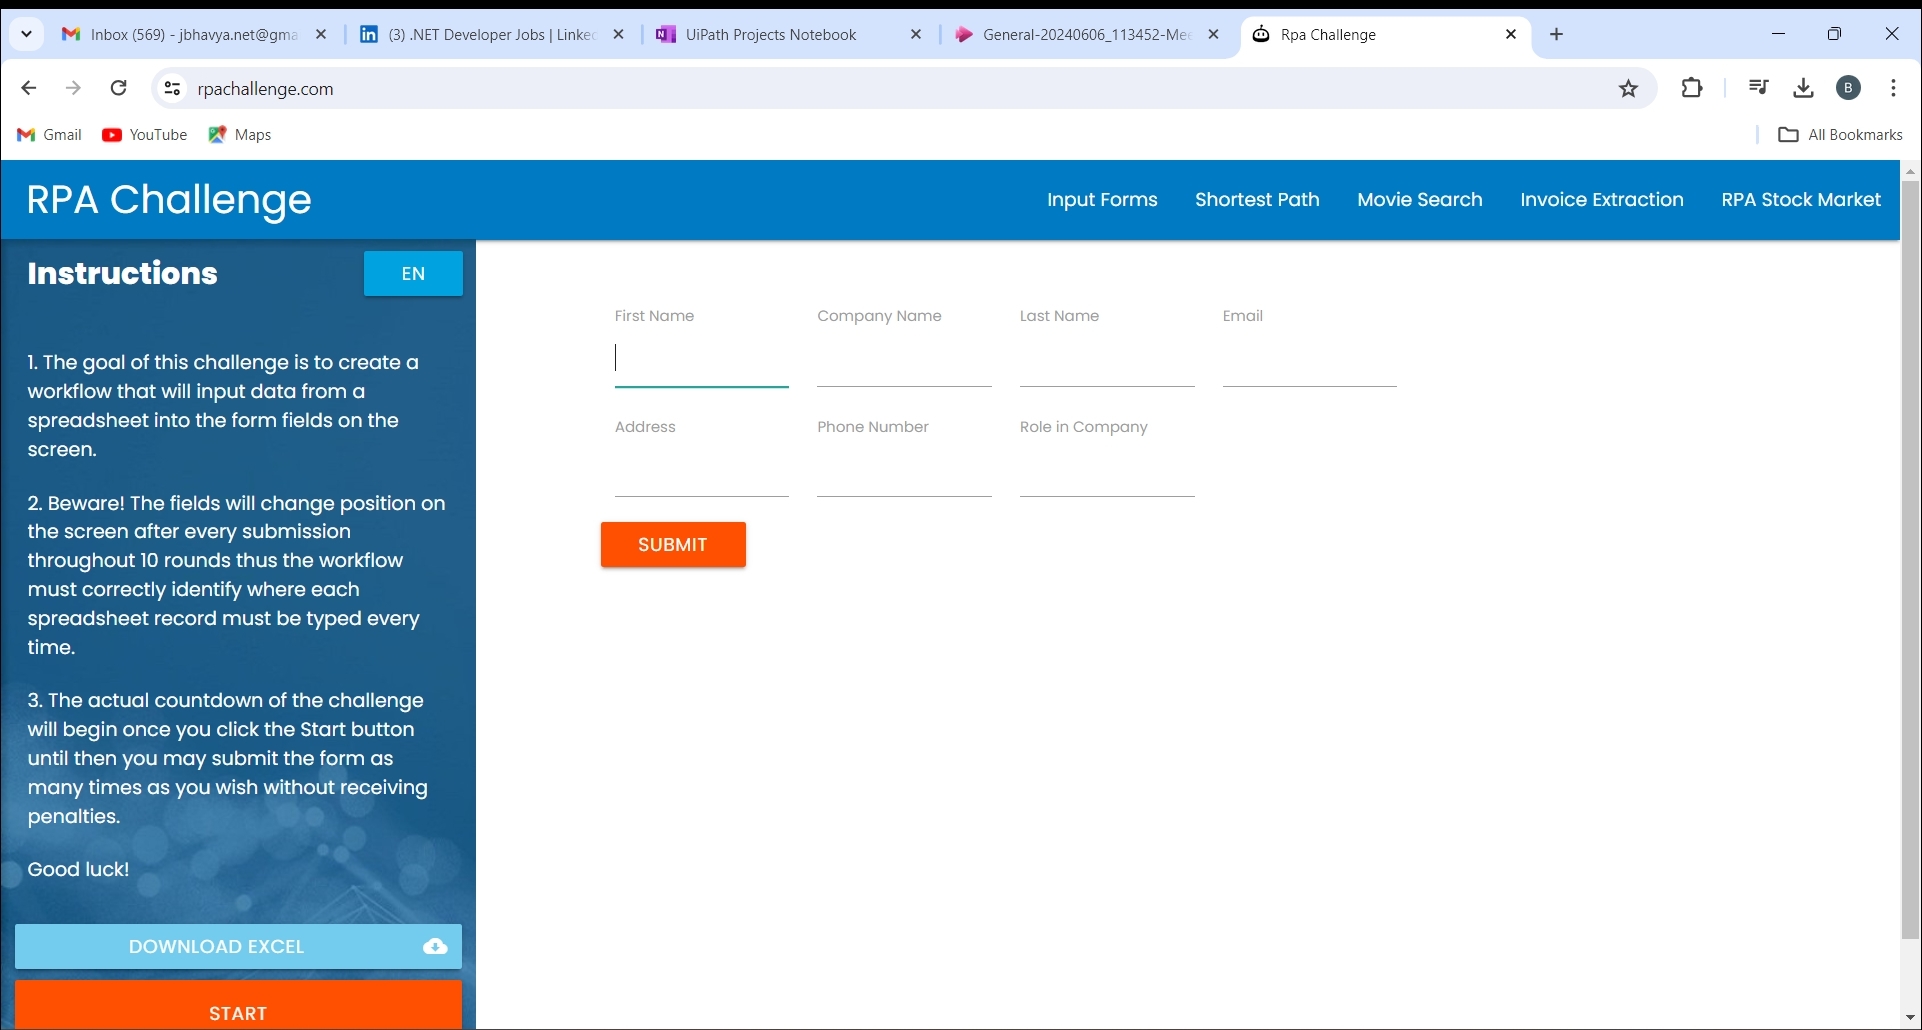 Inbox (569) - jbhavya.net@gma
(3) .NET Developer Jobs | Linke
UiPath Projects Notebook
General-20240606_113452-Mee
Rpa Challenge
rpachallenge.com
B
Gmail
YouTube
Maps
All Bookmarks
RPA Challenge
Input Forms
Shortest Path
Movie Search
Invoice Extraction
RPA Stock Market
Instructions
EN
1. The goal of this challenge is to create a
workflow that will input data from a
spreadsheet into the form fields on the
screen.
2. Beware! The fields will change position on
the screen after every submission
throughout 10 rounds thus the workflow
must correctly identify where each
spreadsheet record must be typed every
time.
3. The actual countdown of the challenge
will begin once you click the Start button
until then you may submit the form as
many times as you wish without receiving
penalties.
Good luck!
DOWNLOAD EXCEL
START
First Name
Company Name
Last Name
Email
Address
Phone Number
Role in Company
SUBMIT